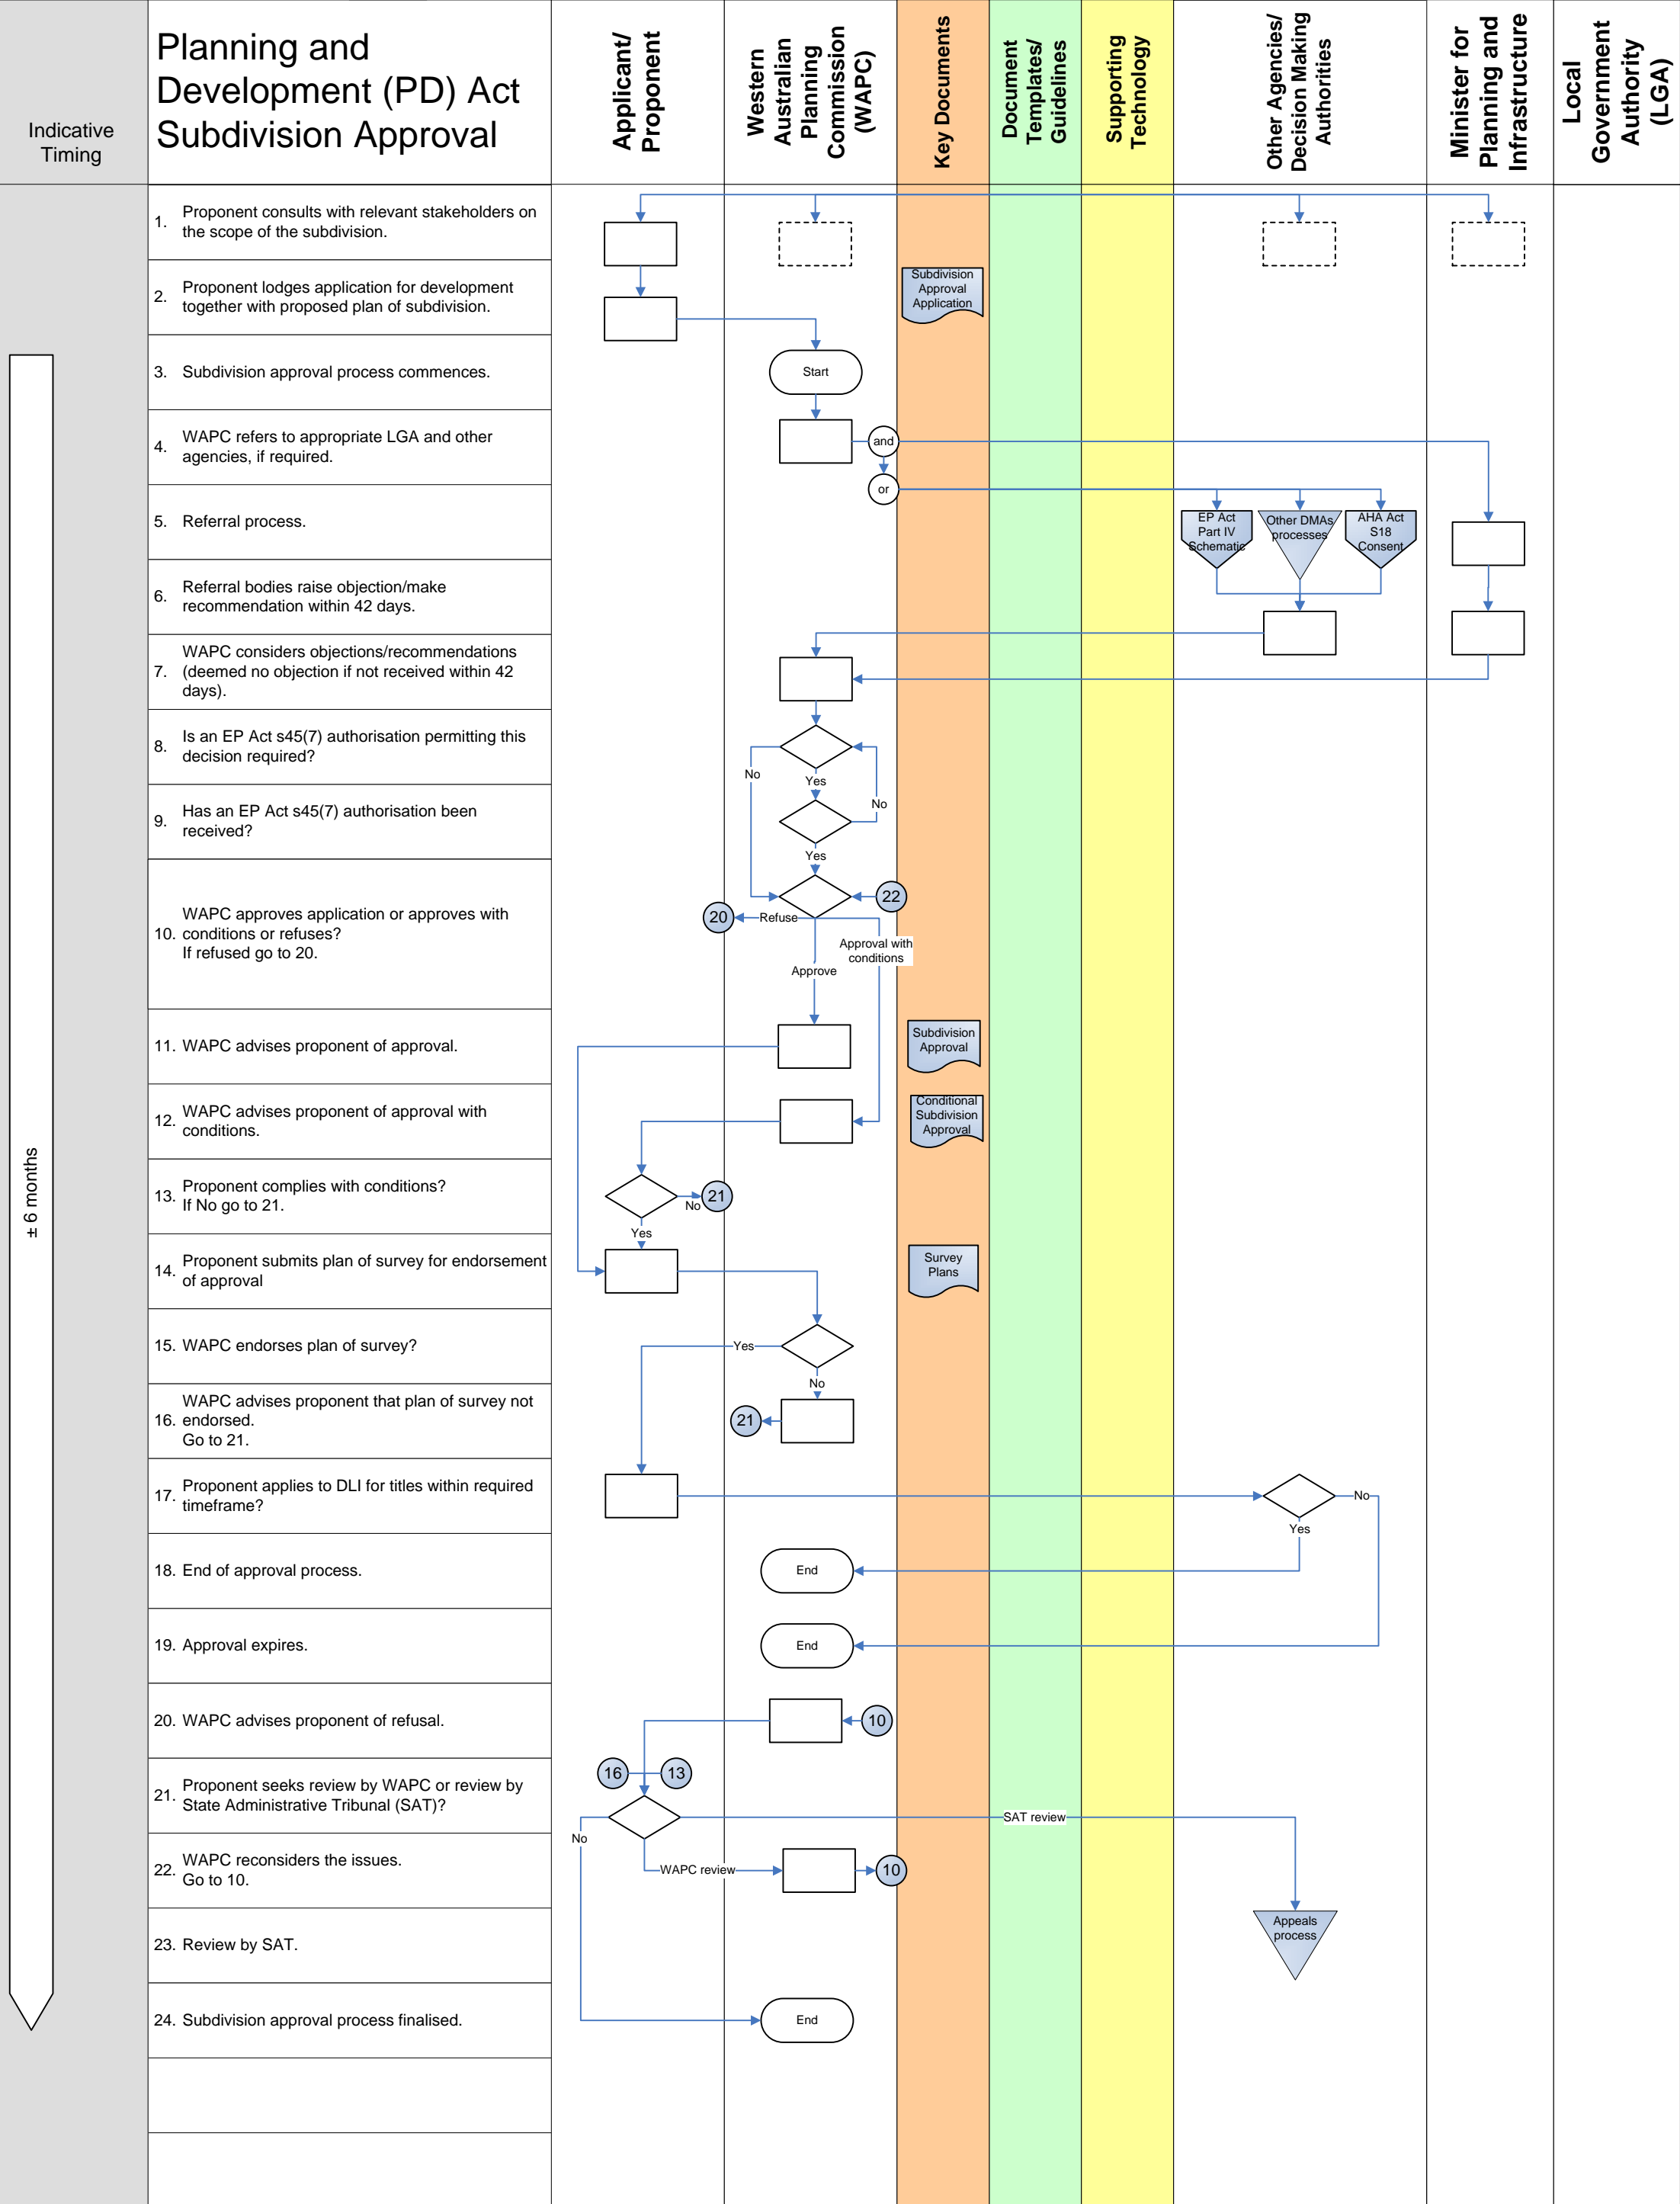 Indicative
Timing
Planning and
Development (PD) Act
Subdivision Approval
Applicant/
Proponent
Western
Australian
Planning
Commission
(WAPC)
Key Documents
Document
Templates/
Guidelines
Supporting
Technology
Other Agencies/
Decision Making
Authorities
Minister for
Planning and
Infrastructure
Local
Government
Authority
(LGA)
± 6 months
1. Proponent consults with relevant stakeholders on
the scope of the subdivision.
2. Proponent lodges application for development
together with proposed plan of subdivision.
Subdivision
Approval
Application
3. Subdivision approval process commences.
Start
4. WAPC refers to appropriate LGA and other
agencies, if required.
and
or
5. Referral process.
EP Act
Part IV
Schematic
Other DMAs
processes
AHA Act
S18
Consent
6. Referral bodies raise objection/make
recommendation within 42 days.
7. WAPC considers objections/recommendations
(deemed no objection if not received within 42
days).
8. Is an EP Act s45(7) authorisation permitting this
decision required?
No
Yes
No
9. Has an EP Act s45(7) authorisation been
received?
Yes
10. WAPC approves application or approves with
conditions or refuses?
If refused go to 20.
22
20
Refuse
Approval with
conditions
Approve
11. WAPC advises proponent of approval.
Subdivision
Approval
12. WAPC advises proponent of approval with
conditions.
Conditional
Subdivision
Approval
13. Proponent complies with conditions?
If No go to 21.
No
21
Yes
14. Proponent submits plan of survey for endorsement
of approval
Survey
Plans
15. WAPC endorses plan of survey?
Yes
No
16. WAPC advises proponent that plan of survey not
endorsed.
Go to 21.
21
17. Proponent applies to DLI for titles within required
timeframe?
No
Yes
18. End of approval process.
End
19. Approval expires.
End
20. WAPC advises proponent of refusal.
10
21. Proponent seeks review by WAPC or review by
State Administrative Tribunal (SAT)?
16
13
SAT review
No
22. WAPC reconsiders the issues.
Go to 10.
WAPC review
10
23. Review by SAT.
Appeals
process
24. Subdivision approval process finalised.
End